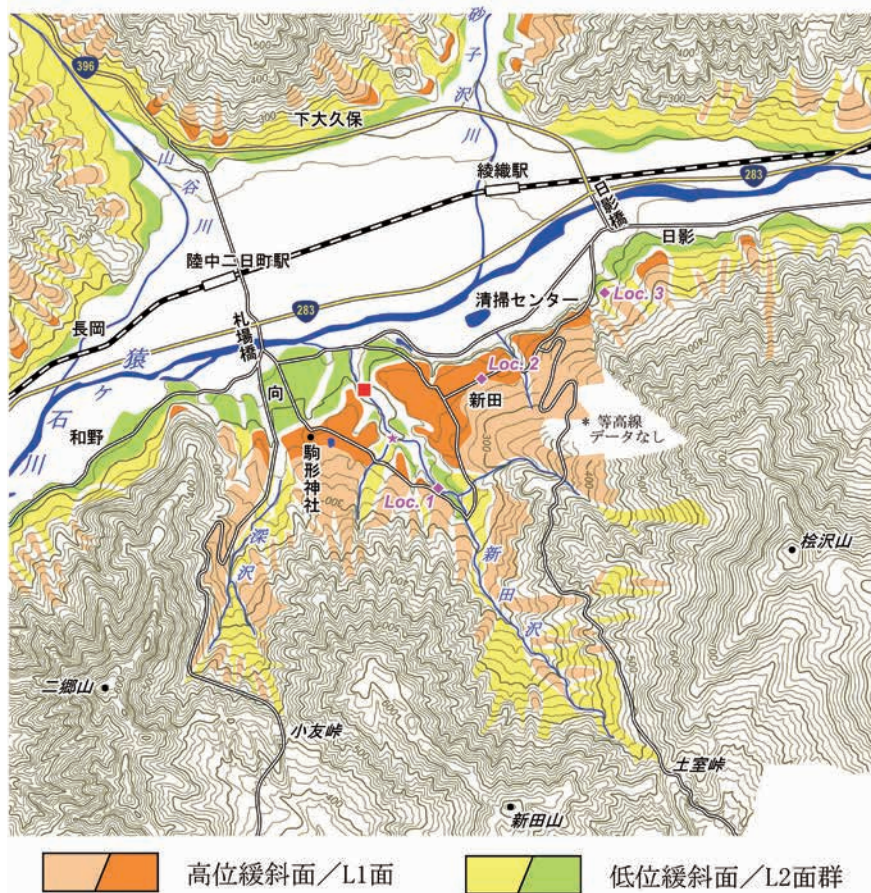 砂子沢川
396
下大久保
山谷川
綾織駅
283
日影橋
日影
陸中二日町駅
清掃センター
Loc. 3
283
長岡
札場橋
猿ヶ石川
Loc. 2
向
新田
和野
* 等高線
データなし
駒形神社
Loc. 1
深沢
新田沢
桧沢山
二郷山
小友峠
土室峠
新田山
高位緩斜面/L1面
低位緩斜面/L2面群